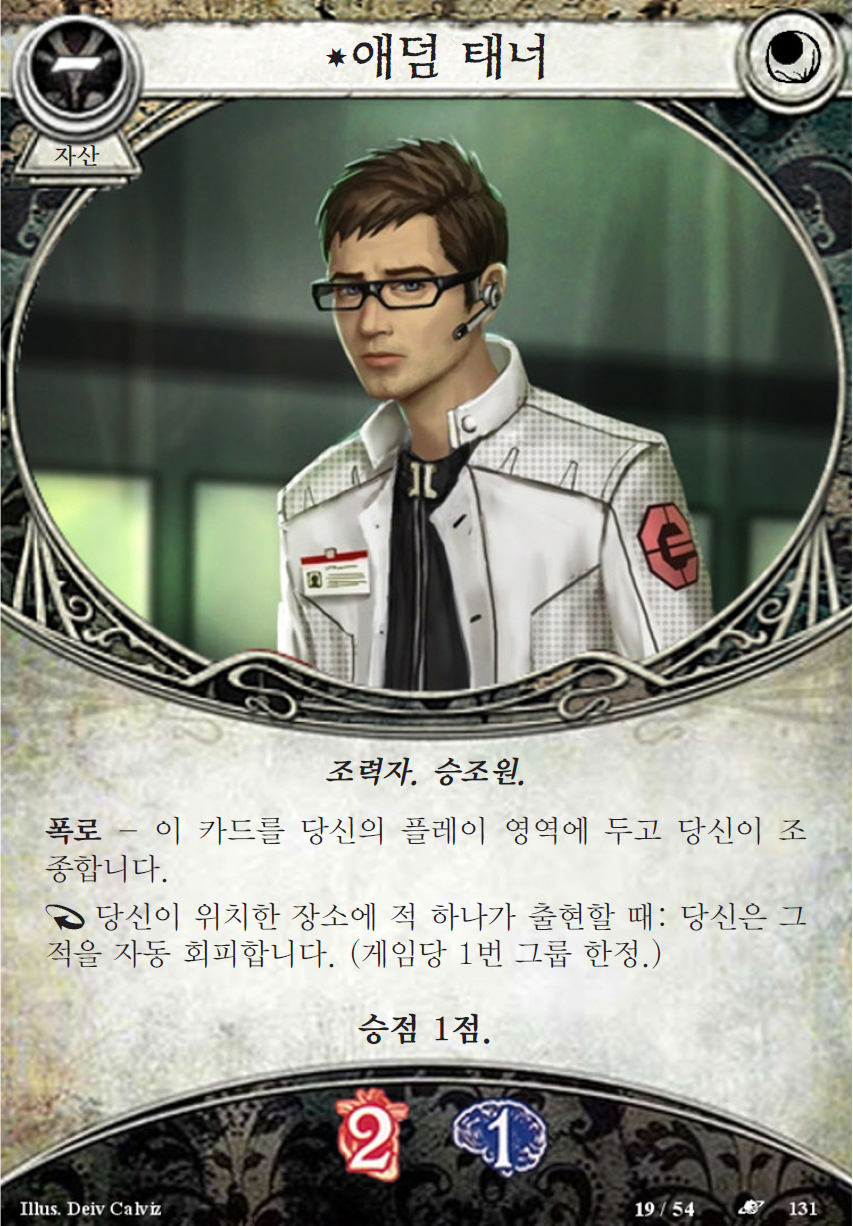 ✷애덤 태너
자산
조력자. 승조원.
폭로 – 이 카드를 당신의 플레이 영역에 두고 당신이 조
종합니다.
당신이 위치한 장소에 적 하나가 출현할 때: 당신은 그
적을 자동 회피합니다. (게임당 1번 그룹 한정.)
승점 1점.
2 1
Illus. Deiv Calviz 19 / 54 131